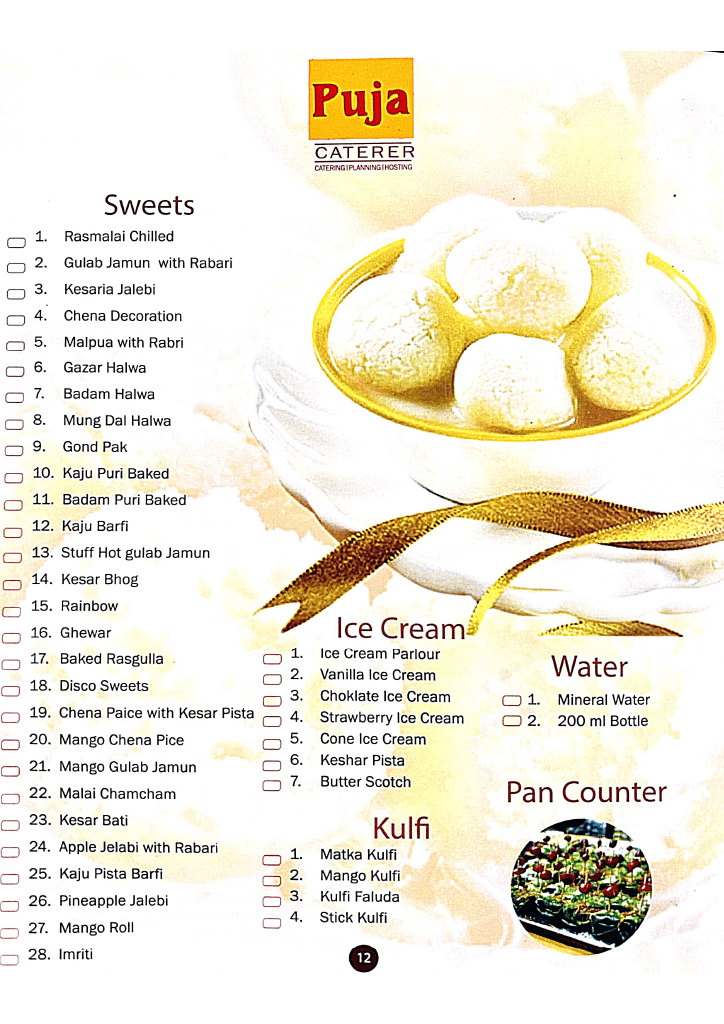 Puja
CATERER
CATERING|PLANNING|HOSTING
Sweets
1. Rasmalai Chilled
2. Gulab Jamun with Rabari
3. Kesaria Jalebi
4. Chena Decoration
5. Malpua with Rabri
6. Gazar Halwa
7. Badam Halwa
8. Mung Dal Halwa
9. Gond Pak
10. Kaju Puri Baked
11. Badam Puri Baked
12. Kaju Barfi
13. Stuff Hot gulab Jamun
14. Kesar Bhog
15. Rainbow
16. Ghewar
17. Baked Rasgulla
18. Disco Sweets
19. Chena Paice with Kesar Pista
20. Mango Chena Pice
21. Mango Gulab Jamun
22. Malai Chamcham
23. Kesar Bati
24. Apple Jelabi with Rabari
25. Kaju Pista Barfi
26. Pineapple Jalebi
27. Mango Roll
28. Imriti
Ice Cream
1. Ice Cream Parlour
2. Vanilla Ice Cream
3. Choklate Ice Cream
4. Strawberry Ice Cream
5. Cone Ice Cream
6. Keshar Pista
7. Butter Scotch
Kulfi
1. Matka Kulfi
2. Mango Kulfi
3. Kulfi Faluda
4. Stick Kulfi
Water
1. Mineral Water
2. 200 ml Bottle
Pan Counter
12